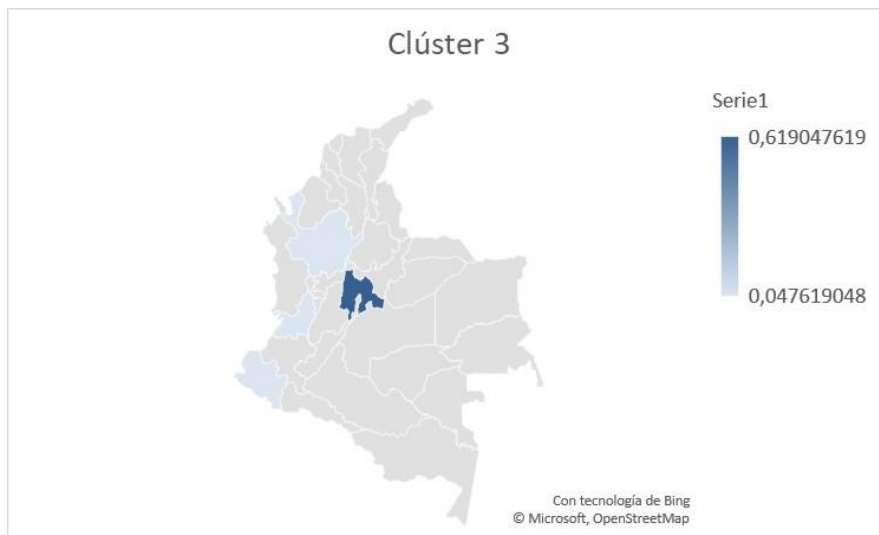 Clúster 3
Serie1
0,619047619
0,047619048
Con tecnología de Bing
© Microsoft, OpenStreetMap